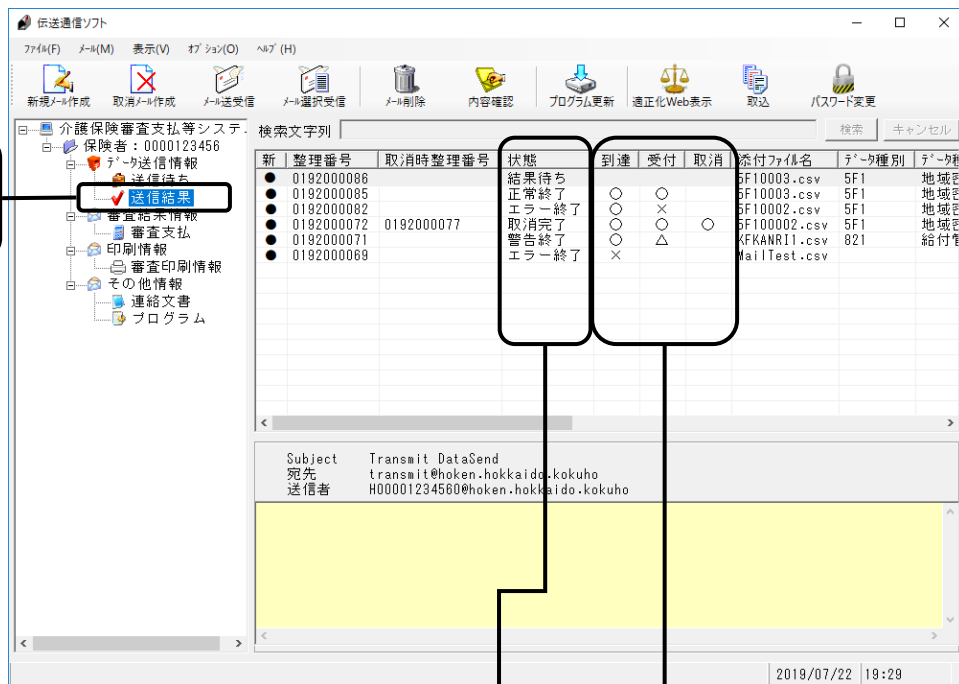 伝送通信ソフト
ファイル(F) メール(M) 表示(V) オプション(O) ヘルプ(H)
新規メール作成 取消メール作成 メール送受信 メール選択受信 メール削除 内容確認 プログラム更新 適正化Web表示 取込 パスワード変更
介護保険審査支払等システ.
保険者：0000123456
データ送信情報
送信待ち
送信結果
審査結果情報
審査支払
印刷情報
審査印刷情報
その他情報
連絡文書
プログラム
検索文字列 検索 キャンセル
新 整理番号 取消時整理番号 状態 到達 受付 取消 添付ファイル名 データ種別 データ種
● 0192000086 結果待ち 5F10003.csv 5F1 地域密
● 0192000085 正常終了 ○ ○ 5F10003.csv 5F1 地域密
● 0192000082 エラー終了 ○ × 5F10002.csv 5F1 地域密
● 0192000072 0192000077 取消完了 ○ ○ ○ 5F100002.csv 5F1 地域密
● 0192000071 警告終了 ○ △ KFKANRI1.csv 821 給付管
● 0192000069 エラー終了 × MailTest.csv
Subject Transmit DataSend
宛先 transmit@hoken.hokkaido.kokuho
送信者 H00001234560@hoken.hokkaido.kokuho
2019/07/22 19:29